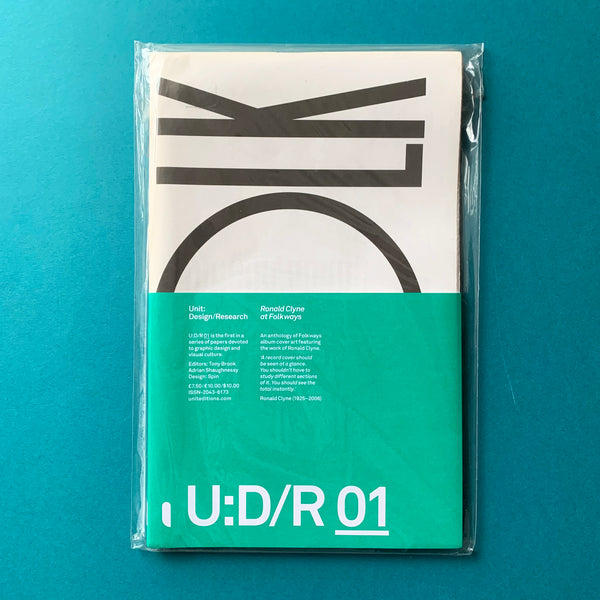 OLK
Unit:
Design/Research
U:D/R 01 is the first in a
series of papers devoted
to graphic design and
visual culture.
Editors: Tony Brook
Adrian Shaughnessy
Design: Spin
£7.50–€10.00/$10.00
ISSN-2043-6173
uniteditions.com
Ronald Clyne
at Folkways
An anthology of Folkways
album cover art featuring
the work of Ronald Clyne.
'A record cover should
be seen at a glance.
You shouldn't have to
study different sections
of it. You should see the
total instantly.'
Ronald Clyne (1925–2006)
U:D/R 01